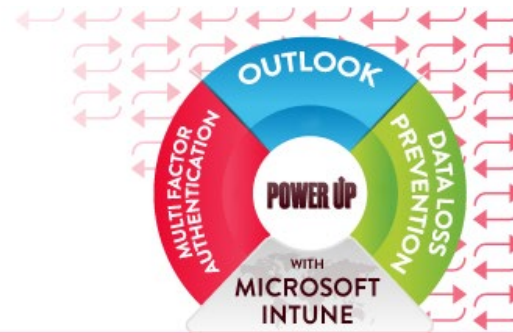 OUTLOOK
MULTI FACTOR
AUTHENTICATION
DATA LOSS
PREVENTION
POWER UP
WITH
MICROSOFT
INTUNE